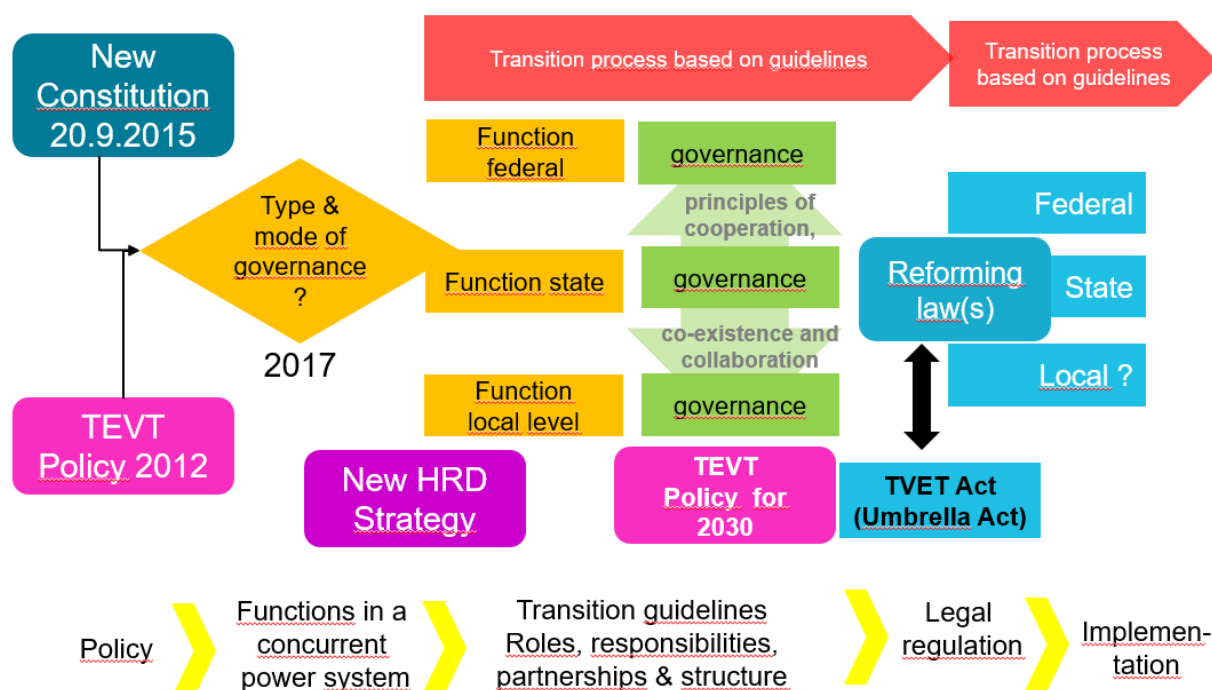 New
Constitution
20.9.2015
Transition process based on guidelines
Transition process
based on guidelines
Type &
mode of
governance
?
2017
Function
federal
governance
principles of
cooperation,
Function state
governance
co-existence and
collaboration
Function
local level
governance
Federal
Reforming
law(s)
State
Local ?
TEVT
Policy 2012
New HRD
Strategy
TEVT
Policy for
2030
TVET Act
(Umbrella Act)
Policy
Functions in a
concurrent
power system
Transition guidelines
Roles, responsibilities,
partnerships & structure
Legal
regulation
Implemen-
tation